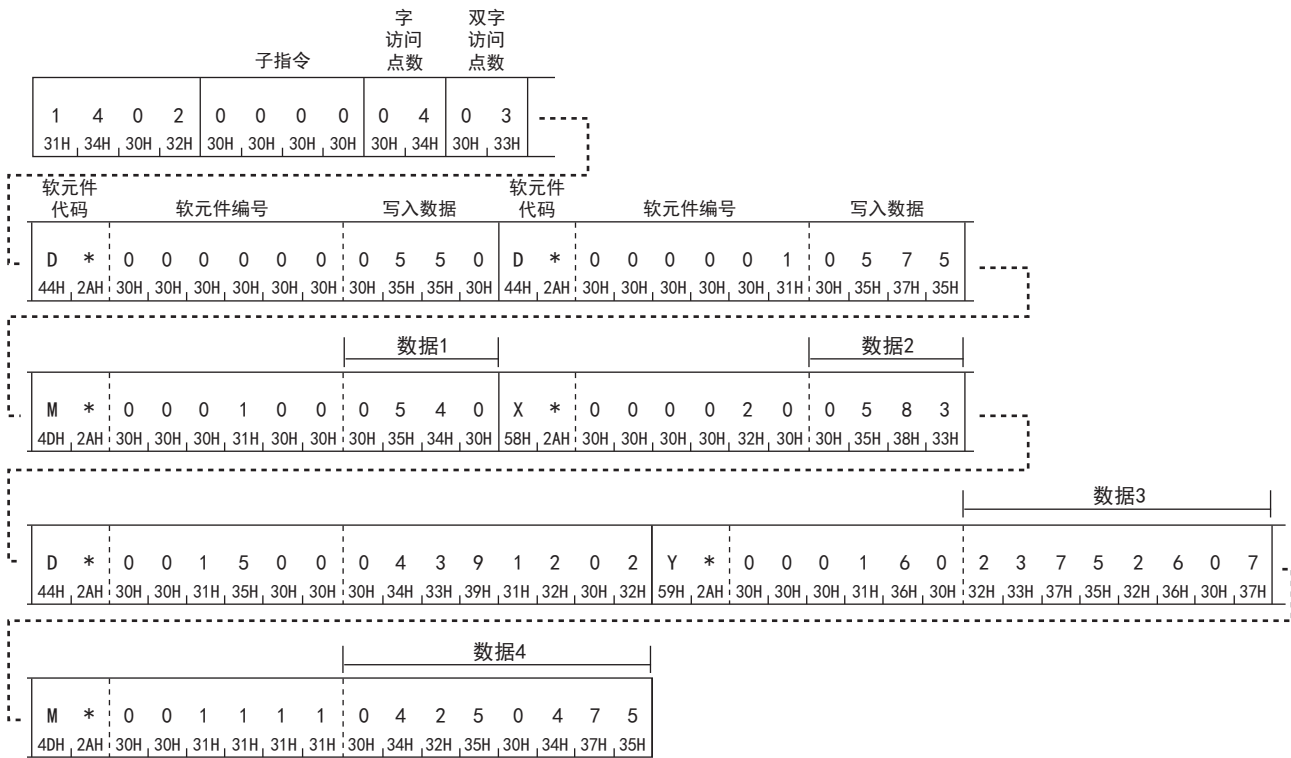 字 双字
访问 访问
子指令 点数 点数
1 4 0 2 0 0 0 0 0 4 0 3
31H 34H 30H 32H 30H 30H 30H 30H 30H 34H 30H 33H
软元件 软元件
代码 软元件编号 写入数据 代码 软元件编号 写入数据
D * 0 0 0 0 0 0 0 5 5 0 D * 0 0 0 0 0 1 0 5 7 5
44H 2AH 30H 30H 30H 30H 30H 30H 30H 35H 35H 30H 44H 2AH 30H 30H 30H 30H 30H 31H 30H 35H 37H 35H
数据1 数据2
M * 0 0 0 1 0 0 0 5 4 0 X * 0 0 0 0 2 0 0 5 8 3
4DH 2AH 30H 30H 30H 31H 30H 30H 30H 35H 34H 30H 58H 2AH 30H 30H 30H 30H 32H 30H 30H 35H 38H 33H
数据3
D * 0 0 1 5 0 0 0 4 3 9 1 2 0 2 Y * 0 0 0 1 6 0 2 3 7 5 2 6 0 7
44H 2AH 30H 30H 31H 35H 30H 30H 30H 34H 33H 39H 31H 32H 30H 32H 59H 2AH 30H 30H 30H 31H 36H 30H 32H 33H 37H 35H 32H 36H 30H 37H
数据4
M * 0 0 1 1 1 1 0 4 2 5 0 4 7 5
4DH 2AH 30H 30H 31H 31H 31H 31H 30H 34H 32H 35H 30H 34H 37H 35H